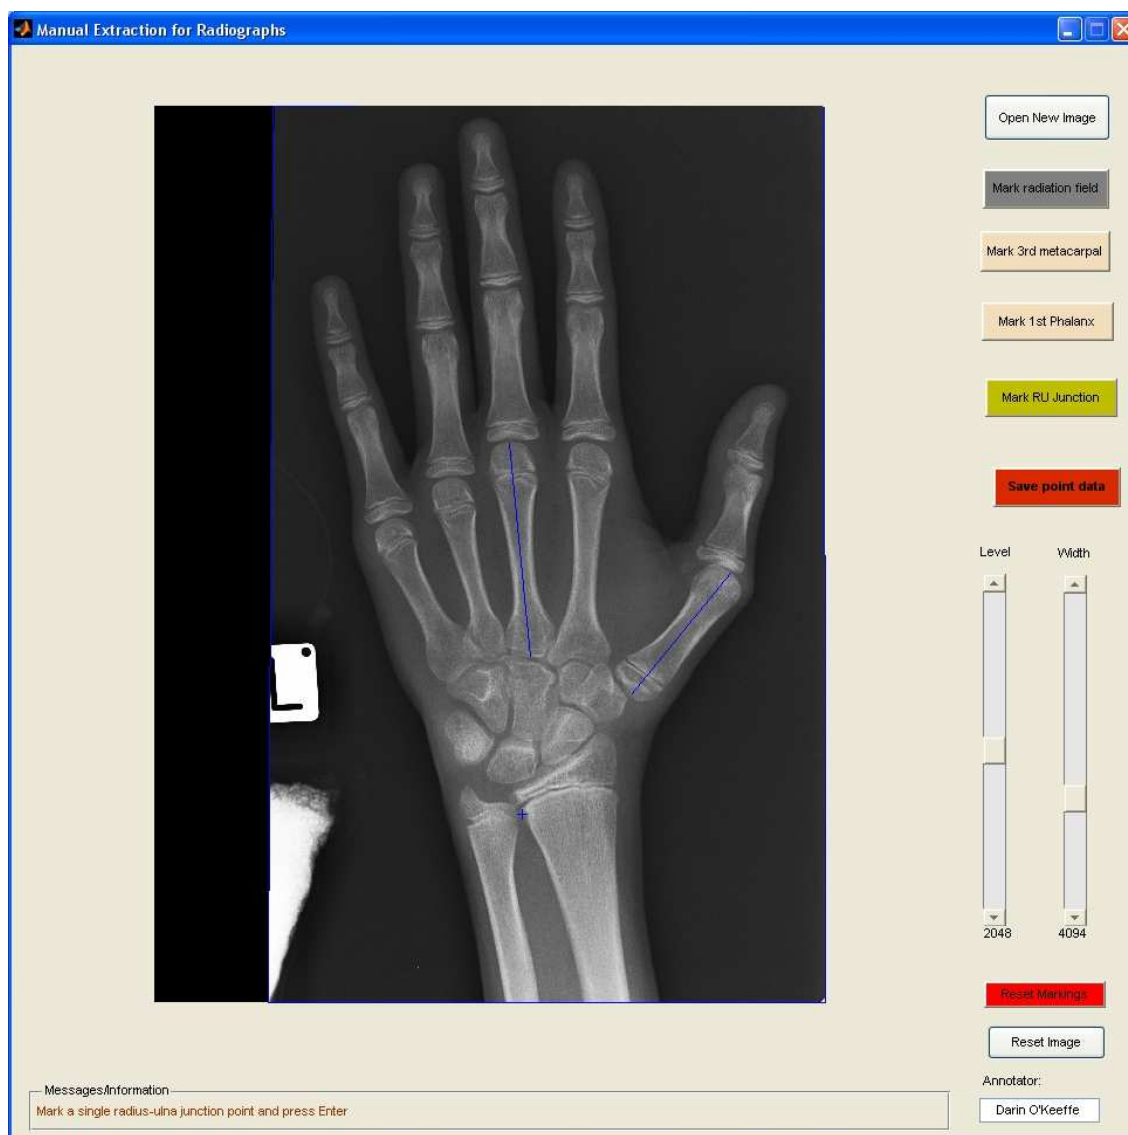 Manual Extraction for Radiographs
Open New Image
Mark radiation field
Mark 3rd metacarpal
Mark 1st Phalanx
Mark RU Junction
Save point data
Level Width
L
2048 4094
Reset Markings
Reset Image
Annotator:
Darin O'Keeffe
Messages/Information
Mark a single radius-ulna junction point and press Enter